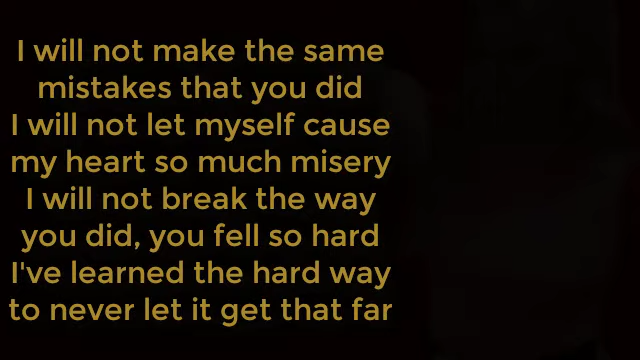 I will not make the same
mistakes that you did
I will not let myself cause
my heart so much misery
I will not break the way
you did, you fell so hard
I've learned the hard way
to never let it get that far